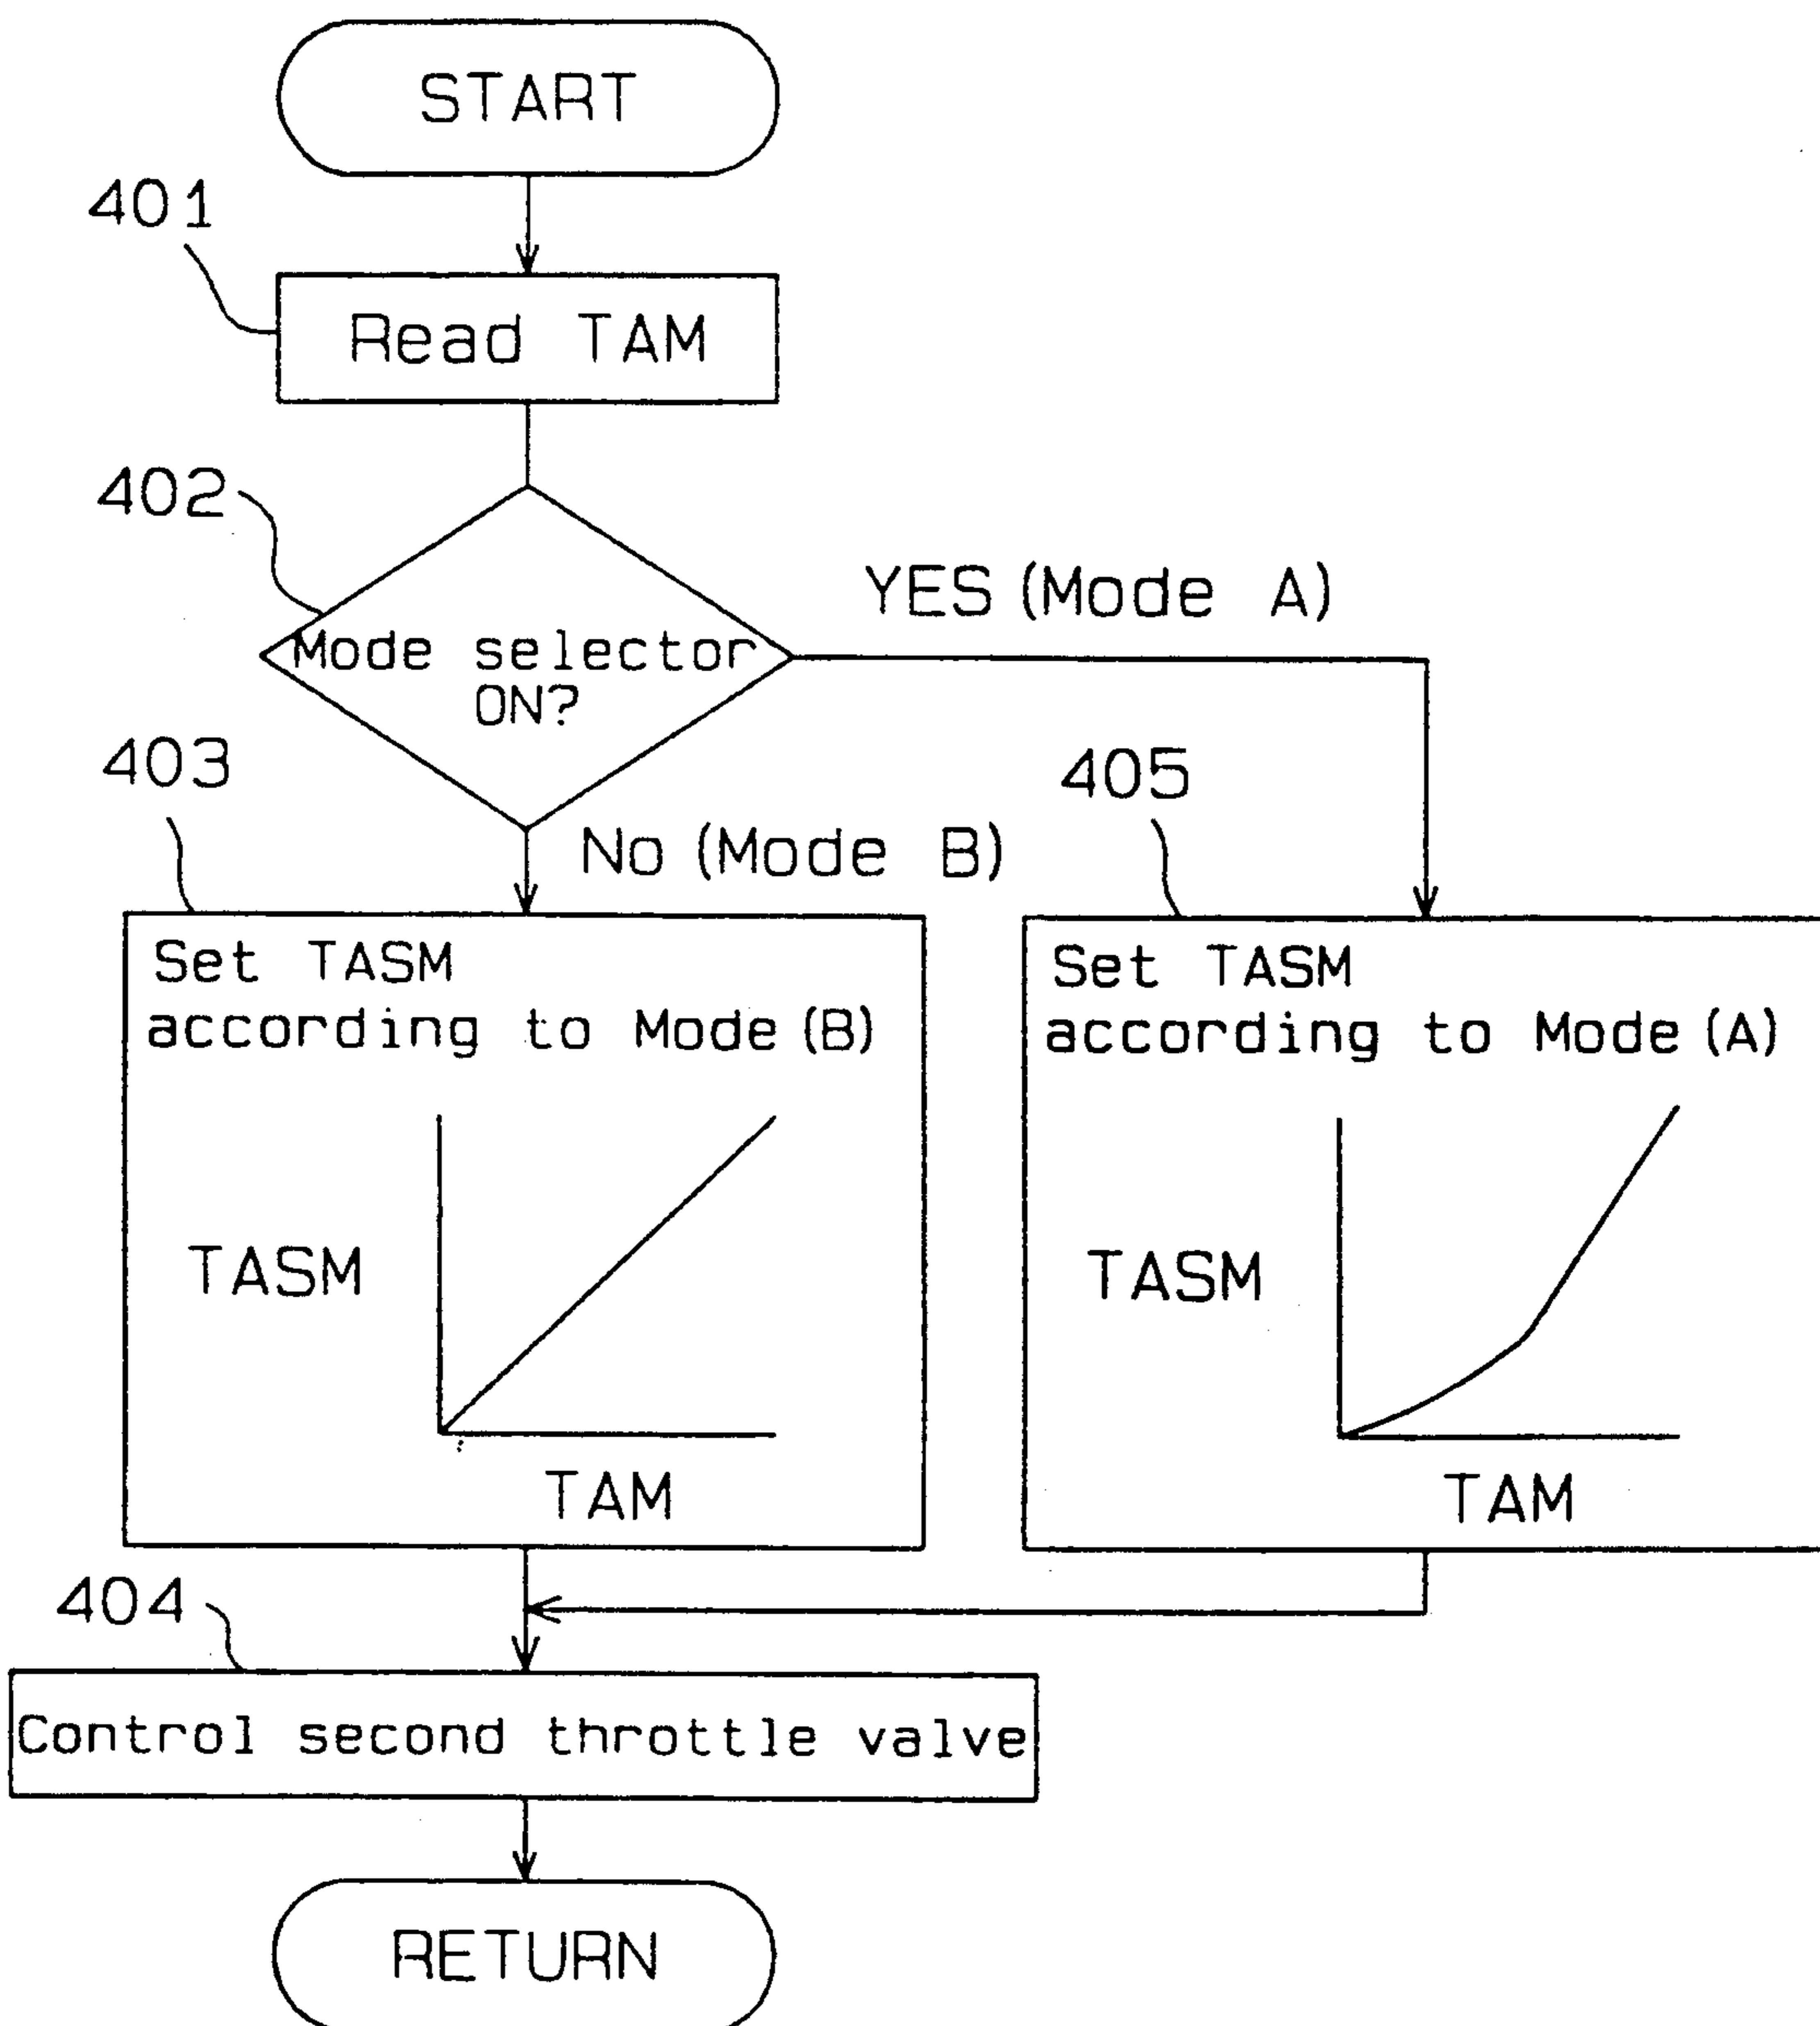 START
401
Read TAM
402
YES (Mode A)
Mode selector
ON?
403
405
No (Mode B)
Set TASM
according to Mode (B)
TASM
TAM
Set TASM
according to Mode (A)
TASM
TAM
404
Control second throttle valve
RETURN